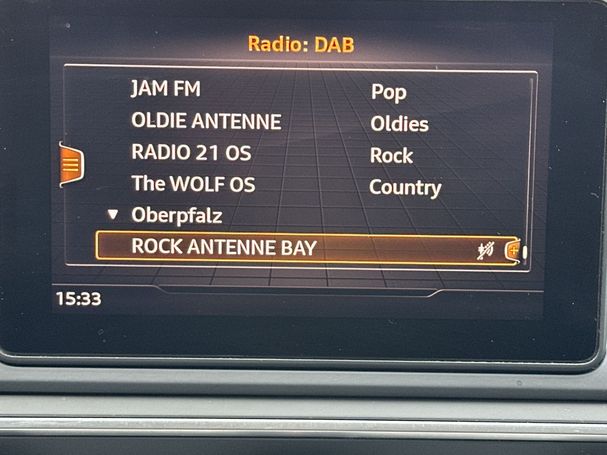 Radio: DAB
JAM FM Pop
OLDIE ANTENNE Oldies
RADIO 21 OS Rock
The WOLF OS Country
▼ Oberpfalz
ROCK ANTENNE BAY
15:33